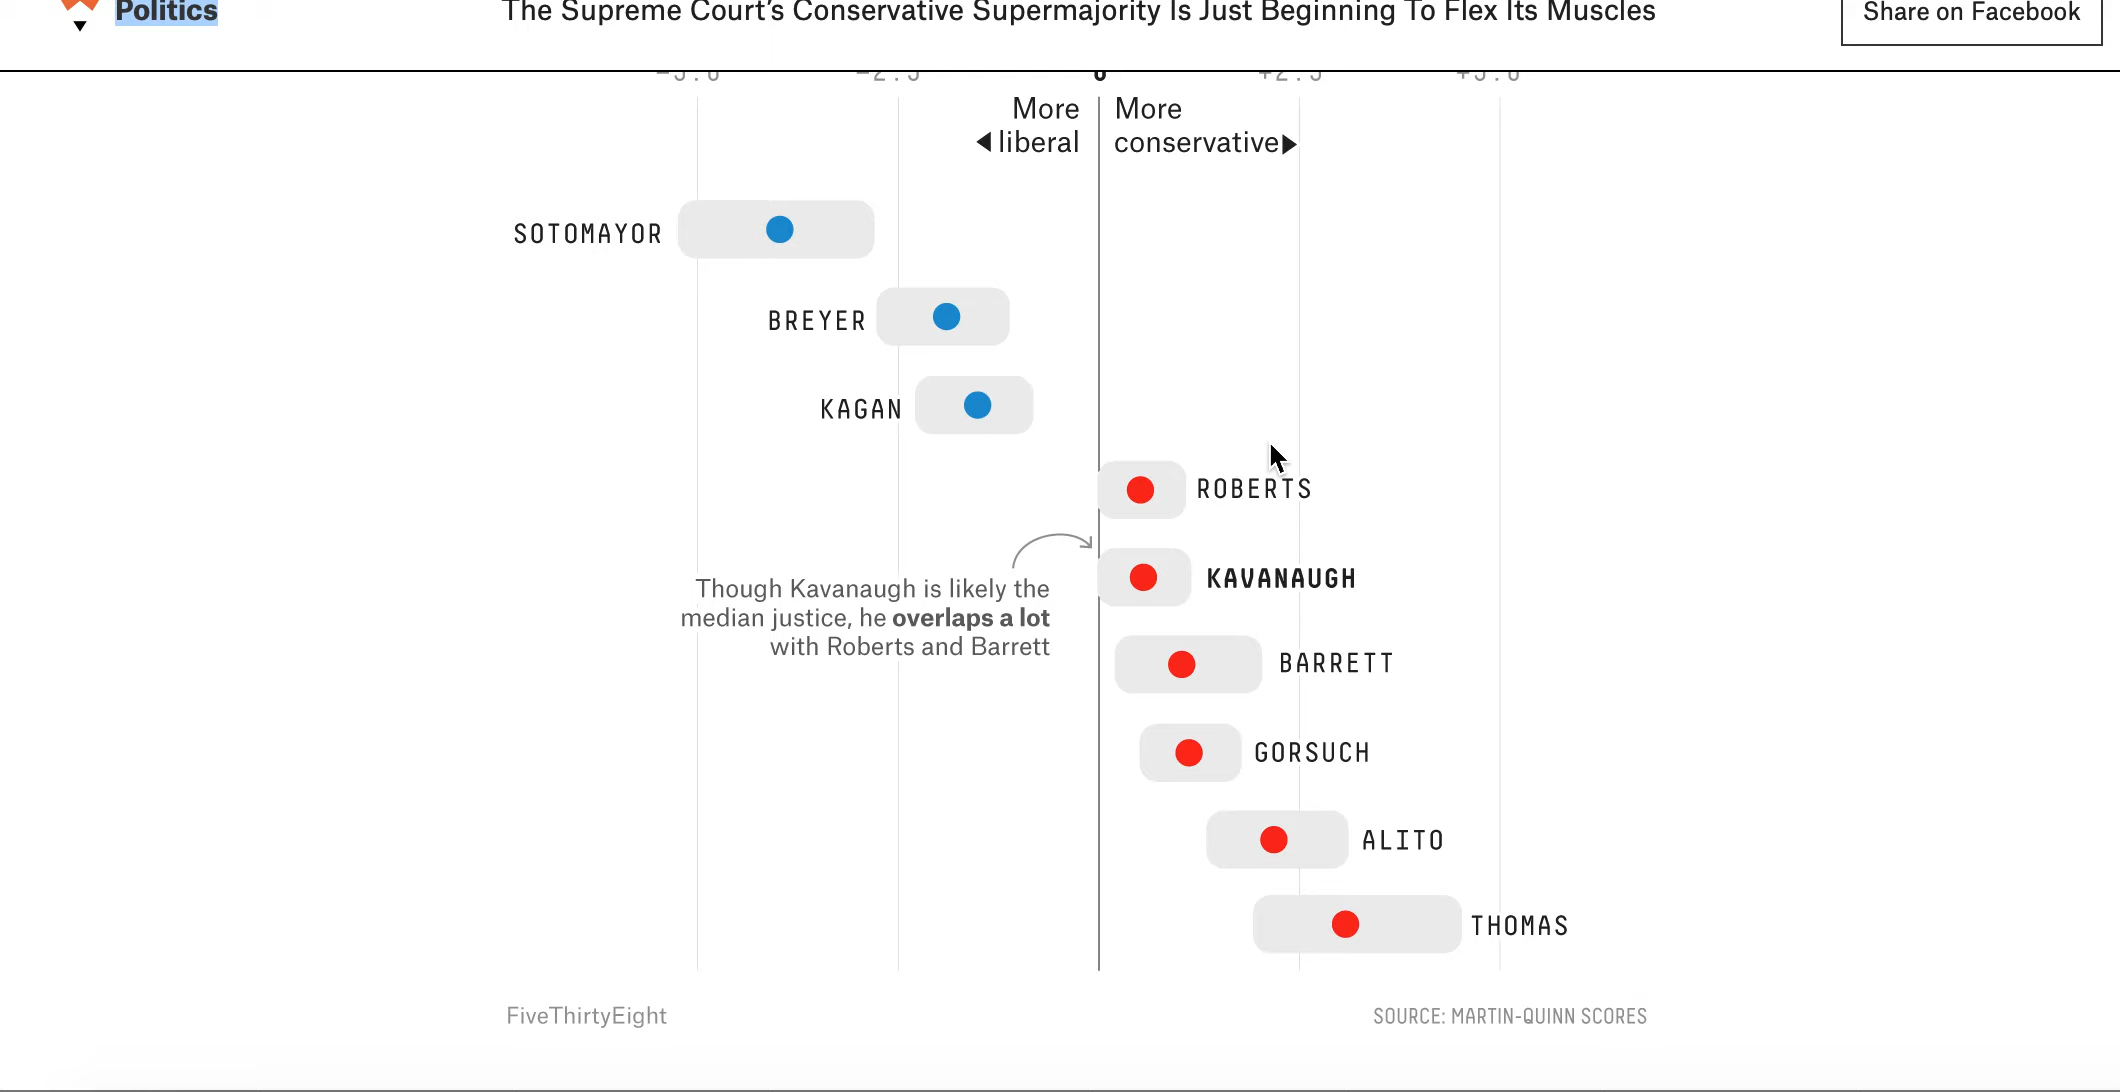 Politics
The Supreme Court's Conservative Supermajority Is Just Beginning To Flex Its Muscles
Share on Facebook
More
liberal
More
conservative
SOTOMAYOR
BREYER
KAGAN
ROBERTS
KAVANAUGH
Though Kavanaugh is likely the
median justice, he overlaps a lot
with Roberts and Barrett
BARRETT
GORSUCH
ALITO
THOMAS
FiveThirtyEight
SOURCE: MARTIN-QUINN SCORES